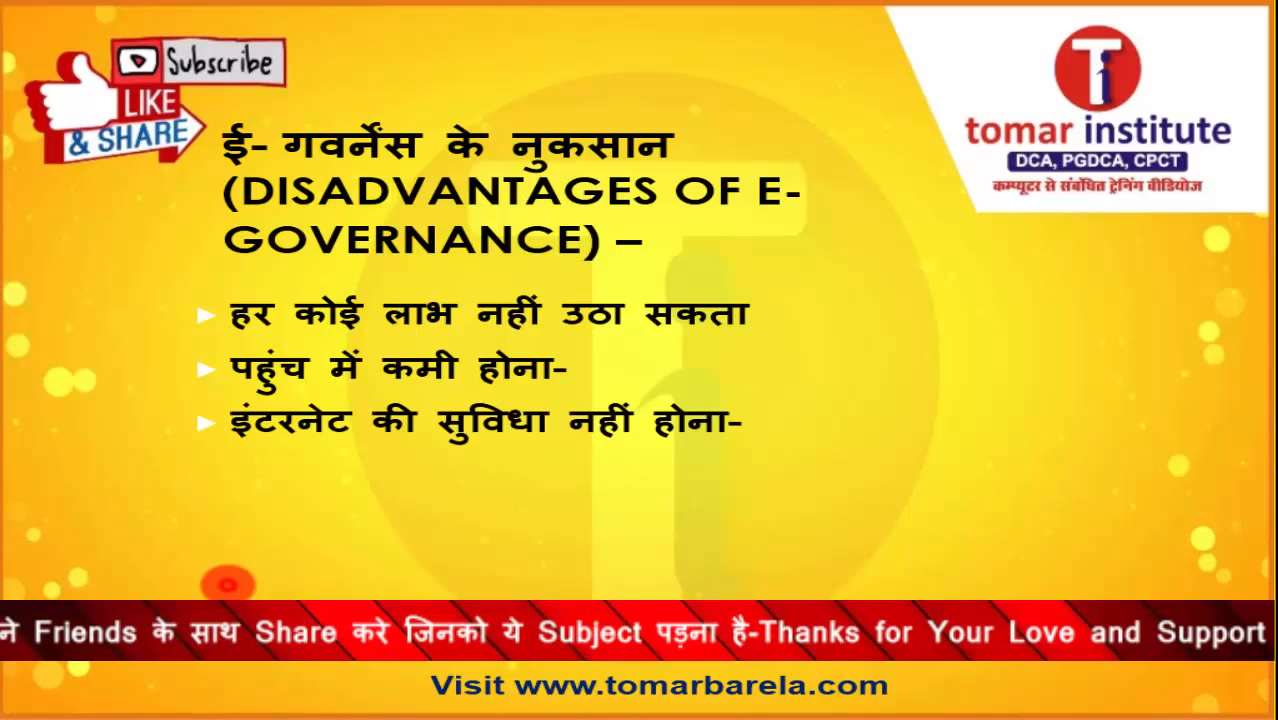 Subscribe
LIKE
& SHARE
Ti
tomar institute
DCA, PGDCA, CPCT
कम्प्यूटर से संबंधित ट्रेनिंग वीडियोज
ई- गवर्नेंस के नुकसान
(DISADVANTAGES OF E-
GOVERNANCE) –
हर कोई लाभ नहीं उठा सकता
पहुंच में कमी होना-
इंटरनेट की सुविधा नहीं होना-
ने Friends के साथ Share करे जिनको ये Subject पड़ना है-Thanks for Your Love and Support
Visit www.tomarbarela.com